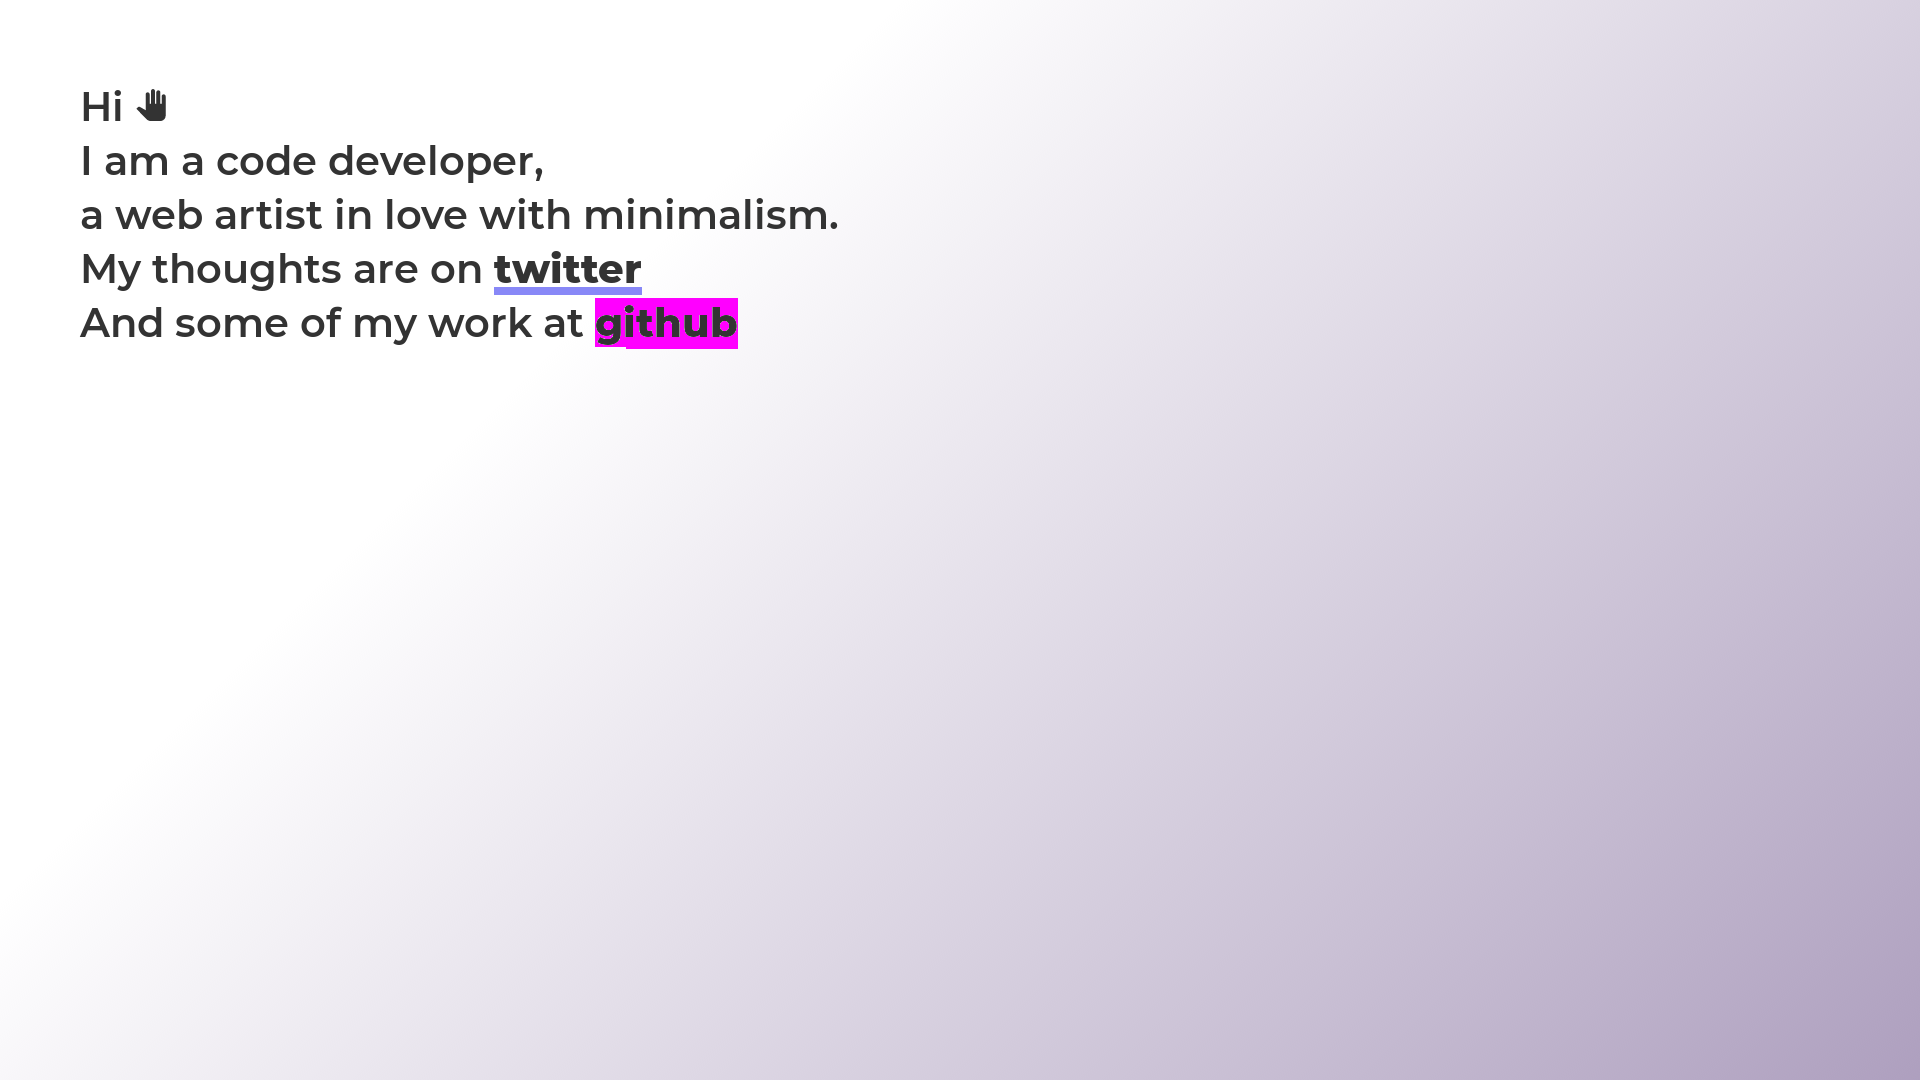 Hi
I am a code developer,
a web artist in love with minimalism.
My thoughts are on twitter
And some of my work at github